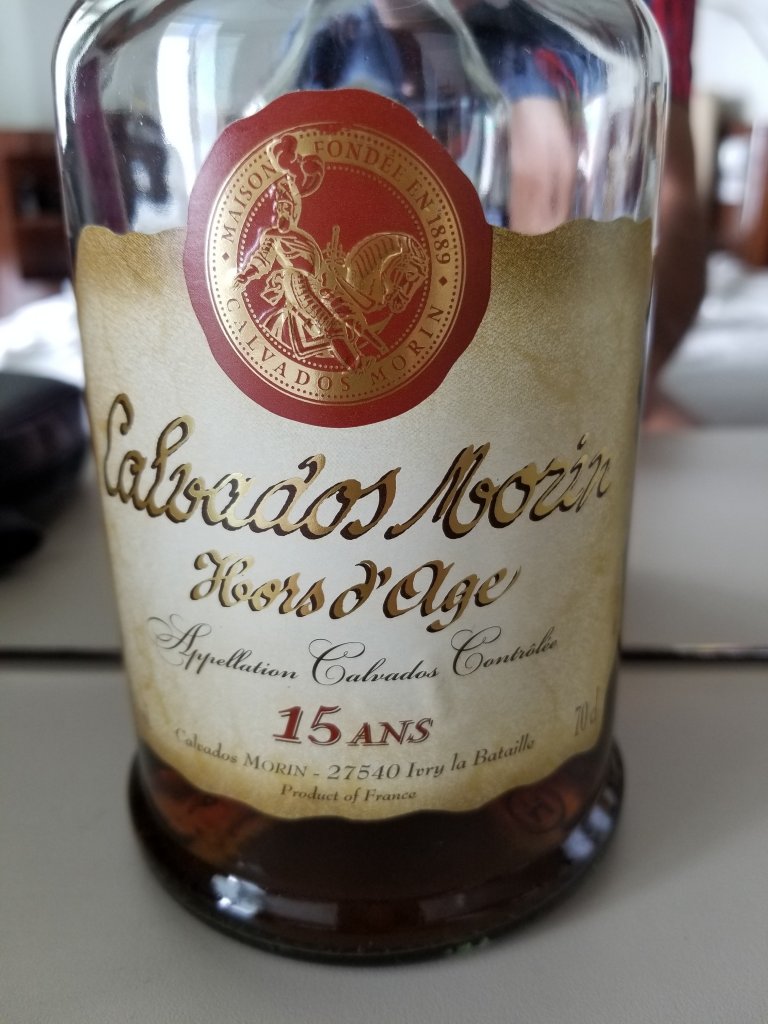 MAISON FONDÉE EN 1889
CALVADOS MORIN
Calvados Morin
Hors d'Age
Appellation Calvados Contrôlée
15 ANS
70 cl
Calvados MORIN - 27540 Ivry la Bataille
Product of France